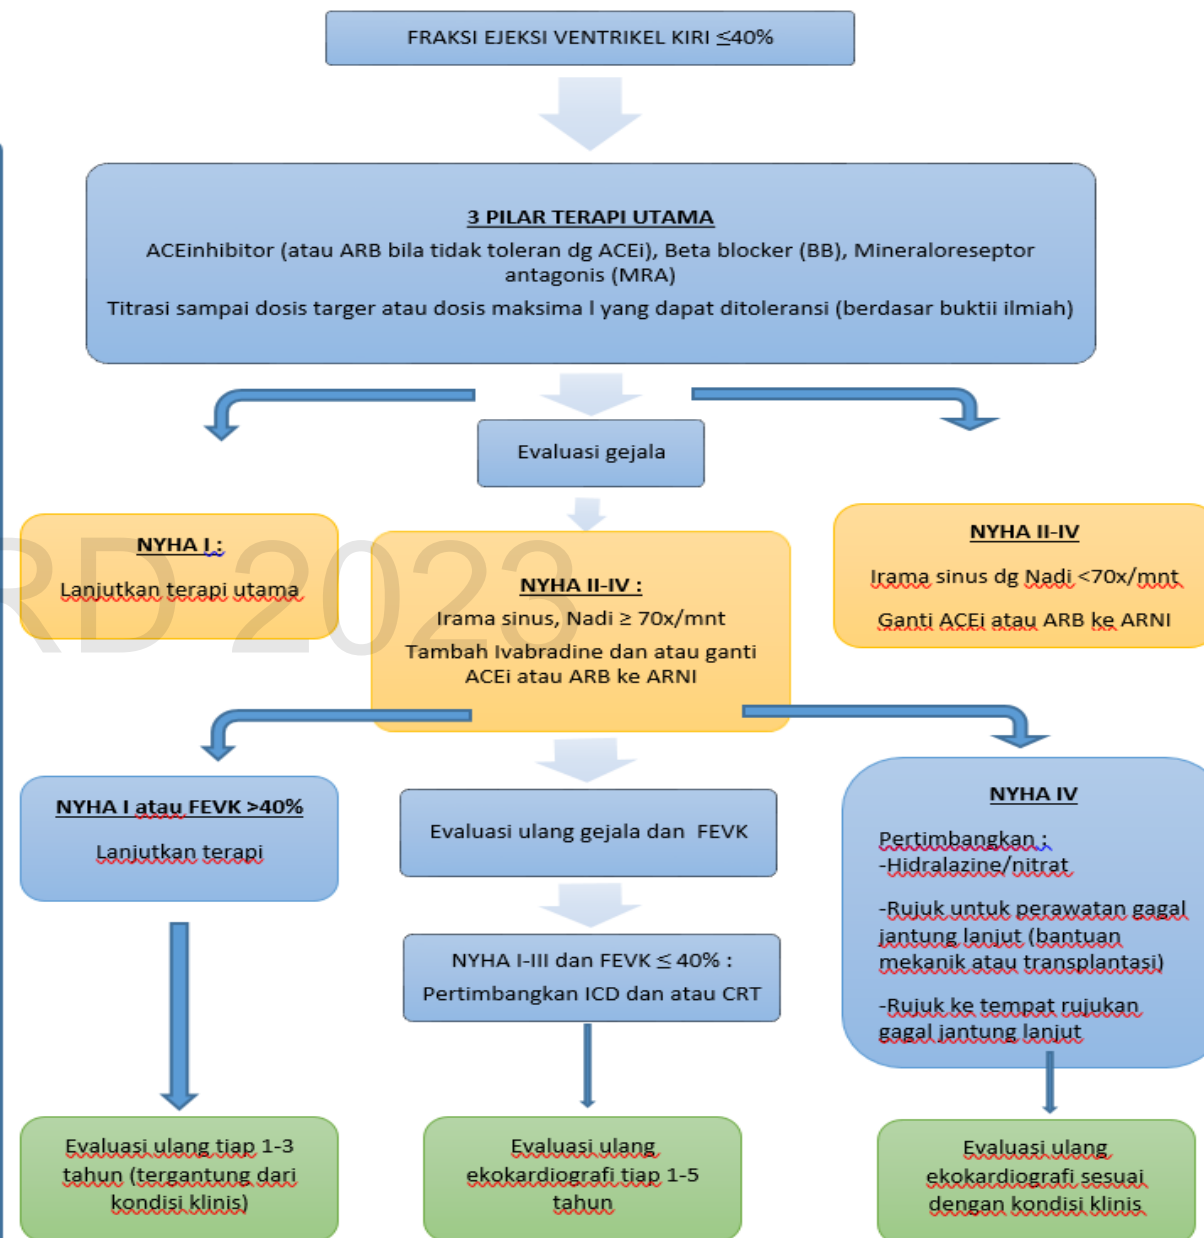 FRAKSI EJEKSI VENTRIKEL KIRI ≤40%
3 PILAR TERAPI UTAMA
ACEinhibitor (atau ARB bila tidak toleran dg ACEi), Beta blocker (BB), Mineraloreseptor
antagonis (MRA)
Titrasi sampai dosis targer atau dosis maksima l yang dapat ditoleransi (berdasar buktii ilmiah)
Evaluasi gejala
NYHA I :
Lanjutkan terapi utama
NYHA II-IV :
Irama sinus, Nadi ≥ 70x/mnt
Tambah Ivabradine dan atau ganti
ACEi atau ARB ke ARNI
NYHA II-IV
Irama sinus dg Nadi <70x/mnt
Ganti ACEi atau ARB ke ARNI
RD 2023
NYHA I atau FEVK >40%
Lanjutkan terapi
Evaluasi ulang gejala dan FEVK
NYHA I-III dan FEVK ≤ 40% :
Pertimbangkan ICD dan atau CRT
NYHA IV
Pertimbangkan :
-Hidralazine/nitrat
-Rujuk untuk perawatan gagal
jantung lanjut (bantuan
mekanik atau transplantasi)
-Rujuk ke tempat rujukan
gagal jantung lanjut
Evaluasi ulang tiap 1-3
tahun (tergantung dari
kondisi klinis)
Evaluasi ulang
ekokardiografi tiap 1-5
tahun
Evaluasi ulang
ekokardiografi sesuai
dengan kondisi klinis